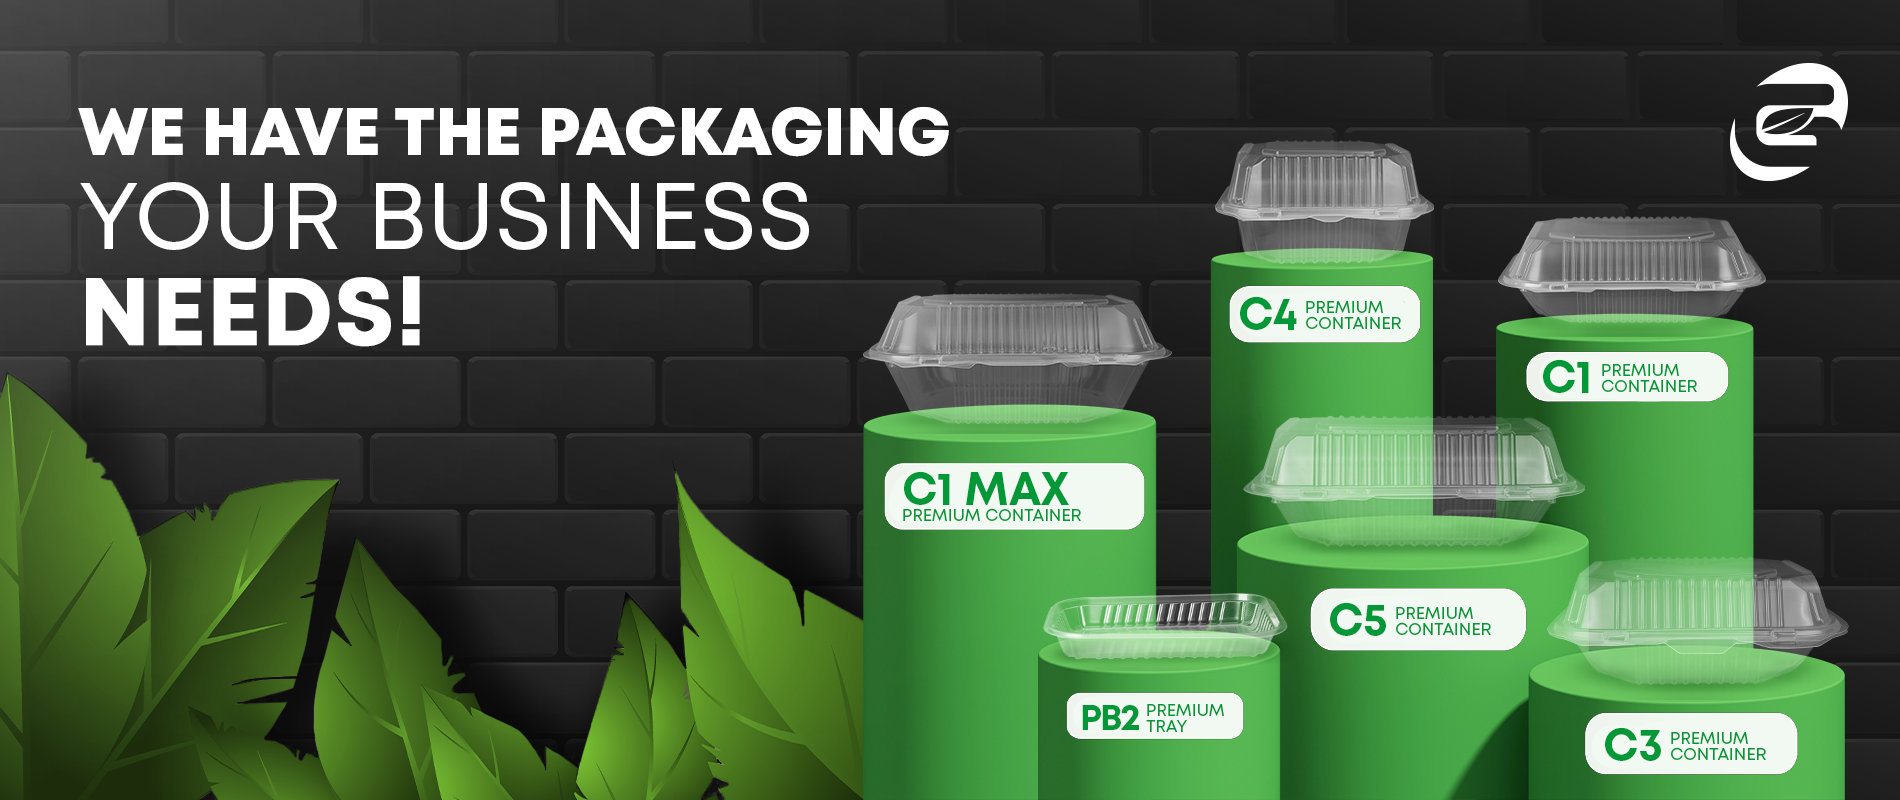 WE HAVE THE PACKAGING
YOUR BUSINESS
NEEDS!
C4 PREMIUM
CONTAINER
C1 PREMIUM
CONTAINER
C1 MAX
PREMIUM CONTAINER
C5 PREMIUM
CONTAINER
PB2 PREMIUM
TRAY
C3 PREMIUM
CONTAINER